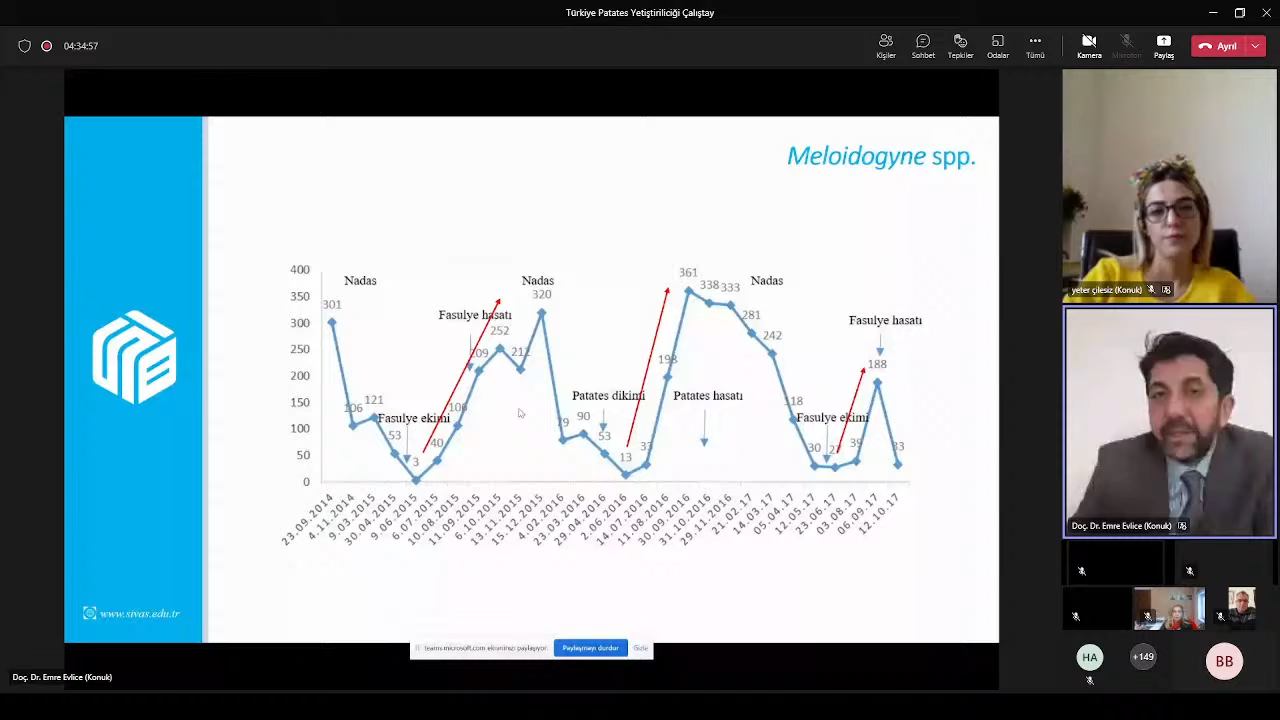 Türkiye Patates Yetiştiriciliği Çalıştay
04:34:57
Kişiler
Sohbet
Tepkiler
Odalar
Tümü
Kamera
Mikrofon
Paylaş
Ayrıl
Meloidogyne spp.
400
350
300
250
200
150
100
50
0
Nadas
Nadas
Nadas
Fasulye ekimi
Fasulye hasatı
Patates dikimi
Patates hasatı
Fasulye ekimi
Fasulye hasatı
301
106
121
53
3
40
106
209
252
212
320
79
90
53
13
33
198
361
338
333
281
242
118
30
39
188
33
23.09.2014
4.11.2014
9.03.2015
30.04.2015
9.06.2015
6.07.2015
10.08.2015
11.09.2015
6.10.2015
13.11.2015
15.12.2015
4.02.2016
23.03.2016
29.04.2016
2.06.2016
14.07.2016
11.08.2016
30.09.2016
31.10.2016
29.11.2016
21.02.17
14.03.17
05.04.17
12.05.17
23.06.17
03.08.17
06.09.17
12.10.17
www.sivas.edu.tr
teams.microsoft.com ekranınızı paylaşıyor.
Paylaşmayı durdur
Gizle
Doç. Dr. Emre Evlice (Konuk)
yeter çilesiz (Konuk)
Doç. Dr. Emre Evlice (Konuk)
HA
+149
BB